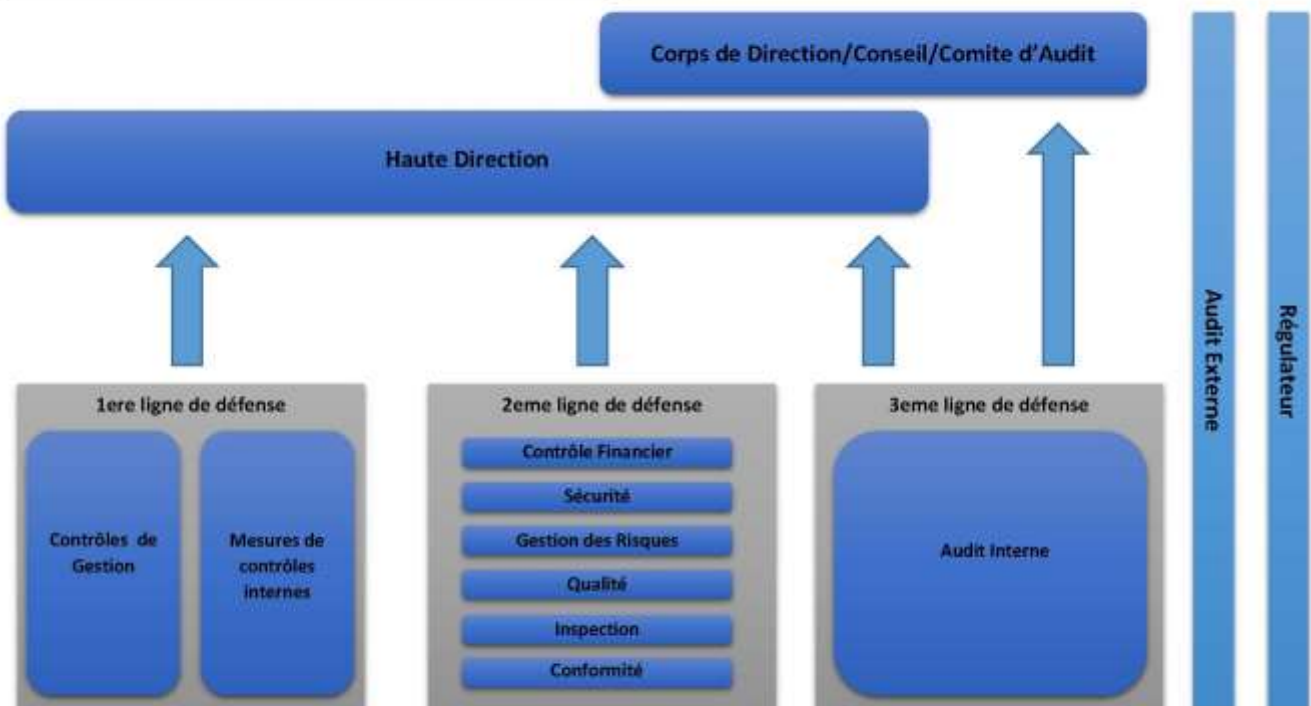 Corps de Direction/Conseil/Comite d'Audit
Haute Direction
1ere ligne de défense
Contrôles de
Gestion
Mesures de
contrôles
internes
2eme ligne de défense
Contrôle Financier
Sécurité
Gestion des Risques
Qualité
Inspection
Conformité
3eme ligne de défense
Audit Interne
Audit Externe
Régulateur